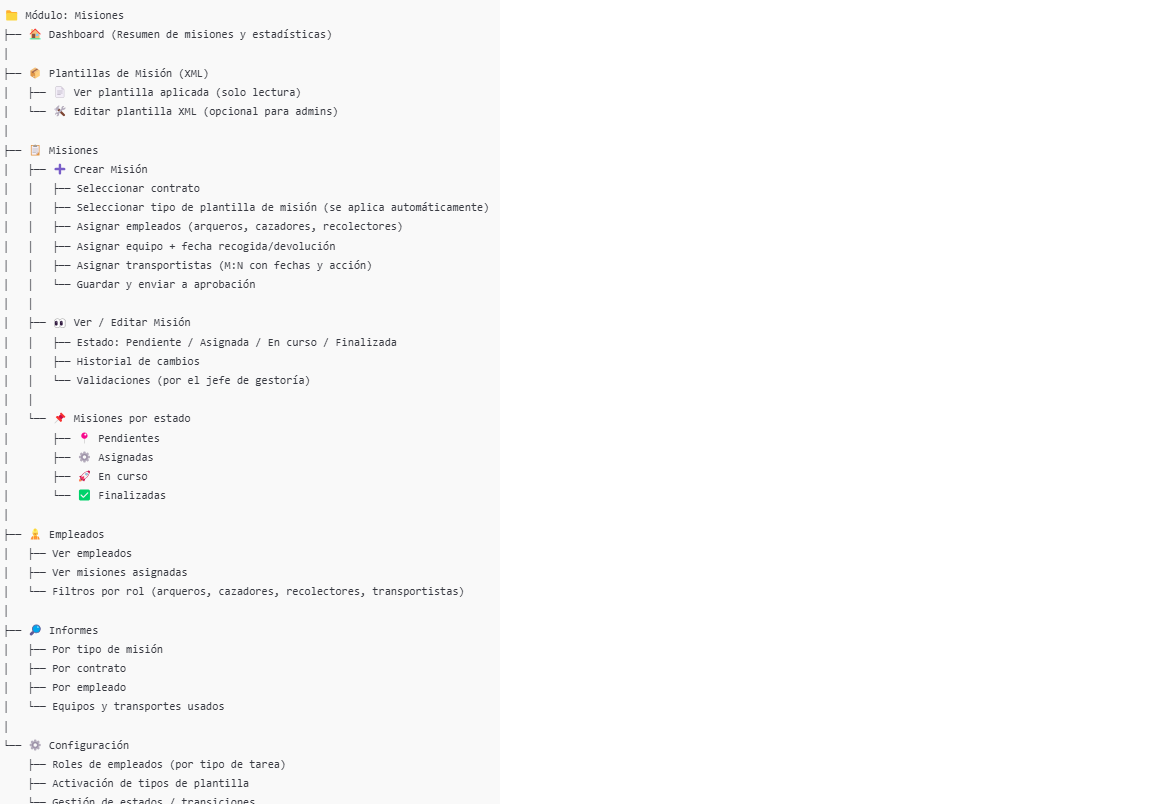 📁 Módulo: Misiones
├── 🏠 Dashboard (Resumen de misiones y estadísticas)
│
├── 📦 Plantillas de Misión (XML)
│   ├── 📄 Ver plantilla aplicada (solo lectura)
│   └── 🛠️ Editar plantilla XML (opcional para admins)
│
├── 📋 Misiones
│   ├── ➕ Crear Misión
│   │   ├── Seleccionar contrato
│   │   ├── Seleccionar tipo de plantilla de misión (se aplica automáticamente)
│   │   ├── Asignar empleados (arqueros, cazadores, recolectores)
│   │   ├── Asignar equipo + fecha recogida/devolución
│   │   ├── Asignar transportistas (M:N con fechas y acción)
│   │   └── Guardar y enviar a aprobación
│   │
│   ├── 👀 Ver / Editar Misión
│   │   ├── Estado: Pendiente / Asignada / En curso / Finalizada
│   │   ├── Historial de cambios
│   │   └── Validaciones (por el jefe de gestoría)
│   │
│   └── 📌 Misiones por estado
│       ├── 📍 Pendientes
│       ├── ⚙️ Asignadas
│       ├── 🚀 En curso
│       └── ✅ Finalizadas
│
├── 👷 Empleados
│   ├── Ver empleados
│   ├── Ver misiones asignadas
│   └── Filtros por rol (arqueros, cazadores, recolectores, transportistas)
│
├── 🔎 Informes
│   ├── Por tipo de misión
│   ├── Por contrato
│   ├── Por empleado
│   └── Equipos y transportes usados
│
└── ⚙️ Configuración
    ├── Roles de empleados (por tipo de tarea)
    ├── Activación de tipos de plantilla
    └── Gestión de estados / transiciones